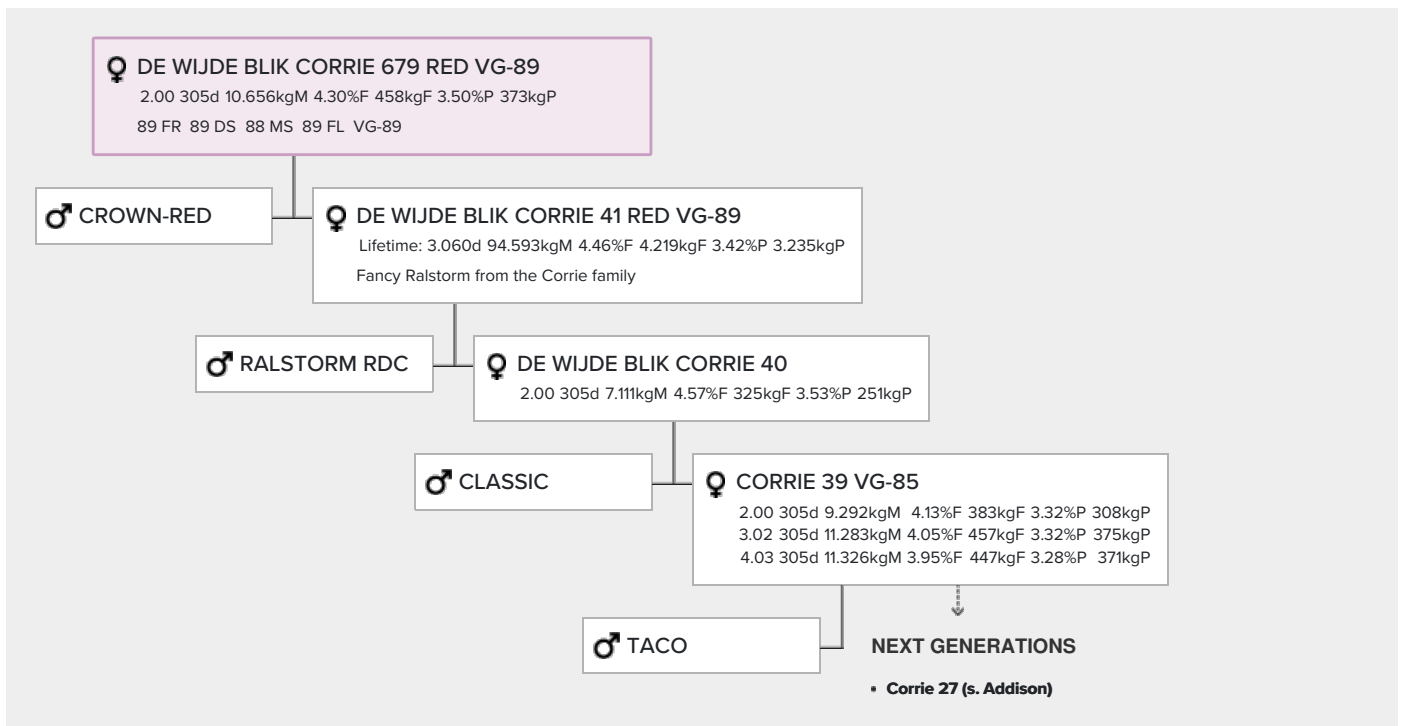 DE WIJDE BLIK CORRIE 679 RED VG-89
2.00 305d 10.656kgM 4.30%F 458kgF 3.50%P 373kgP
89 FR 89 DS 88 MS 89 FL VG-89
CROWN-RED
DE WIJDE BLIK CORRIE 41 RED VG-89
Lifetime: 3.060d 94.593kgM 4.46%F 4.219kgF 3.42%P 3.235kgP
Fancy Ralstorm from the Corrie family
RALSTORM RDC
DE WIJDE BLIK CORRIE 40
2.00 305d 7.111kgM 4.57%F 325kgF 3.53%P 251kgP
CLASSIC
CORRIE 39 VG-85
2.00 305d 9.292kgM 4.13%F 383kgF 3.32%P 308kgP
3.02 305d 11.283kgM 4.05%F 457kgF 3.32%P 375kgP
4.03 305d 11.326kgM 3.95%F 447kgF 3.28%P 371kgP
TACO
NEXT GENERATIONS
• Corrie 27 (s. Addison)